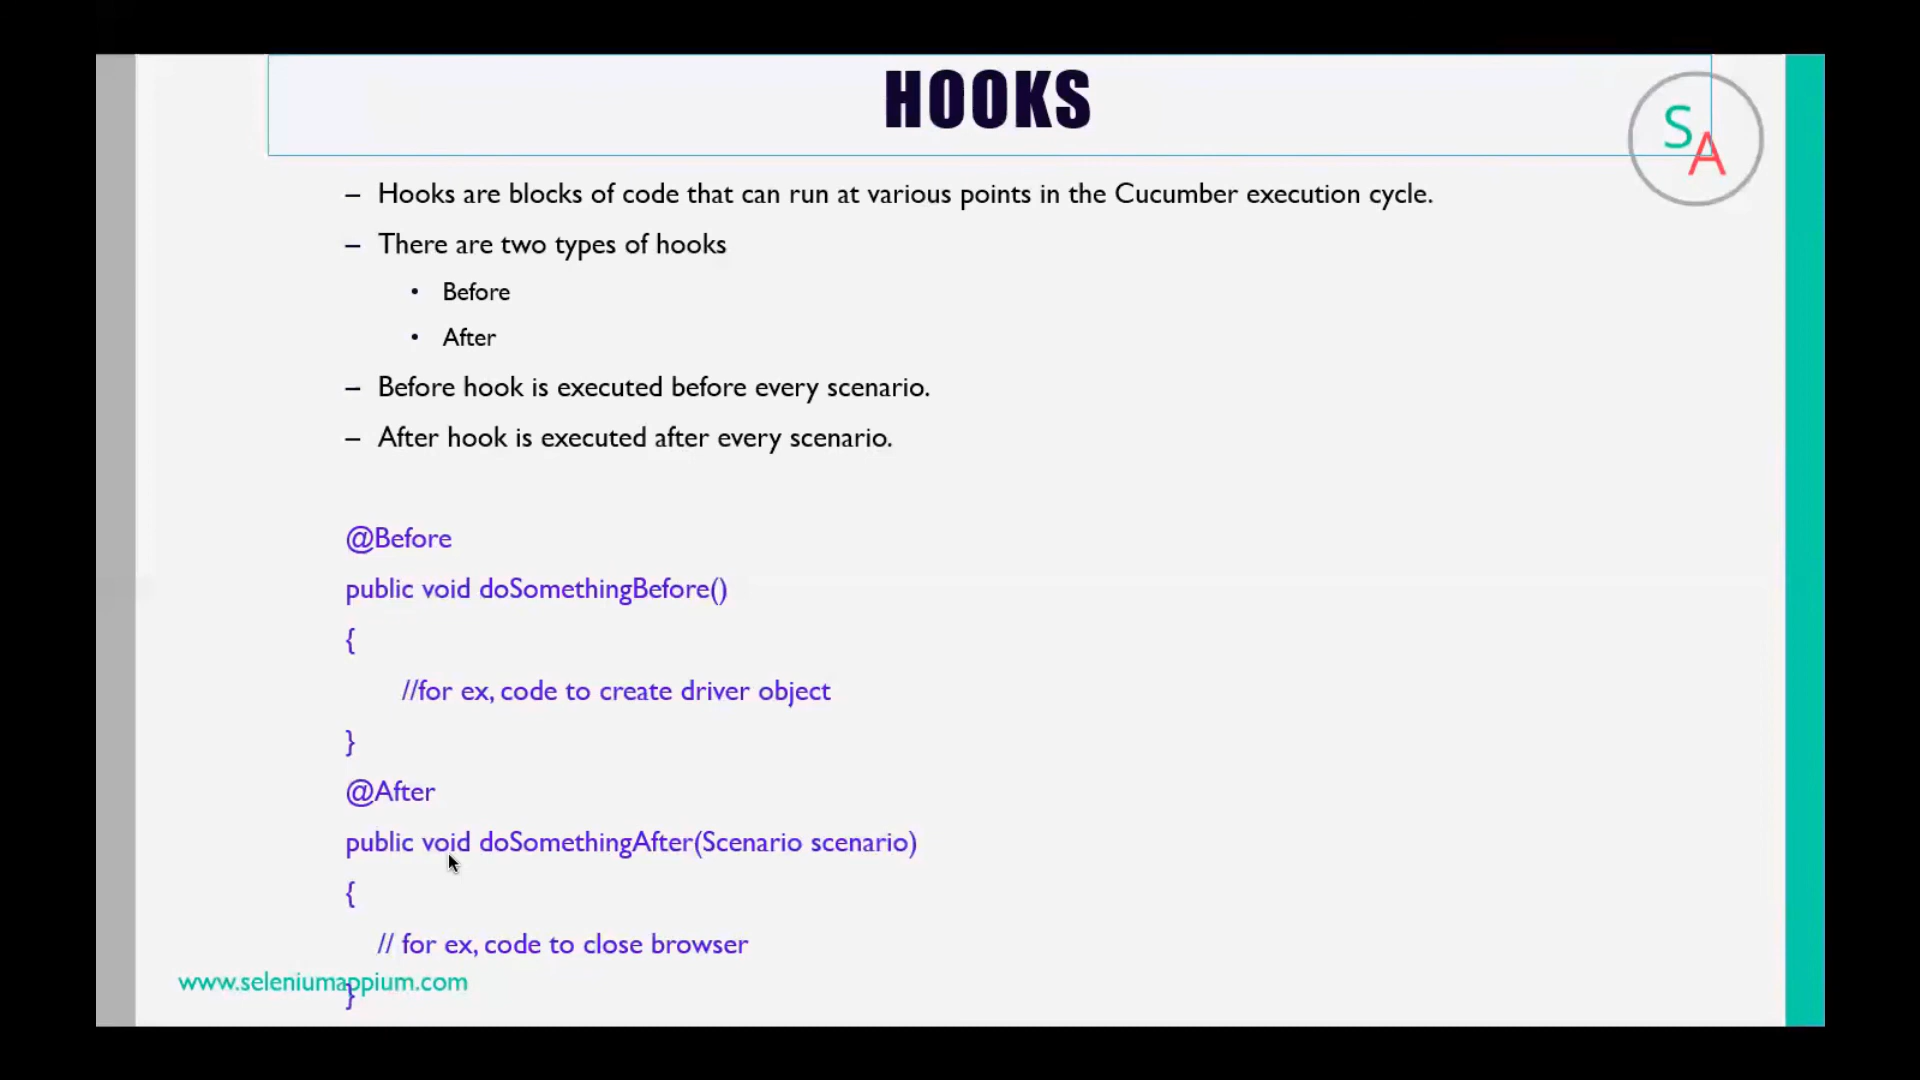 HOOKS
S
A
– Hooks are blocks of code that can run at various points in the Cucumber execution cycle.
– There are two types of hooks
• Before
• After
– Before hook is executed before every scenario.
– After hook is executed after every scenario.
@Before
public void doSomethingBefore()
{
//for ex, code to create driver object
}
@After
public void doSomethingAfter(Scenario scenario)
{
// for ex, code to close browser
www.seleniumappium.com
}